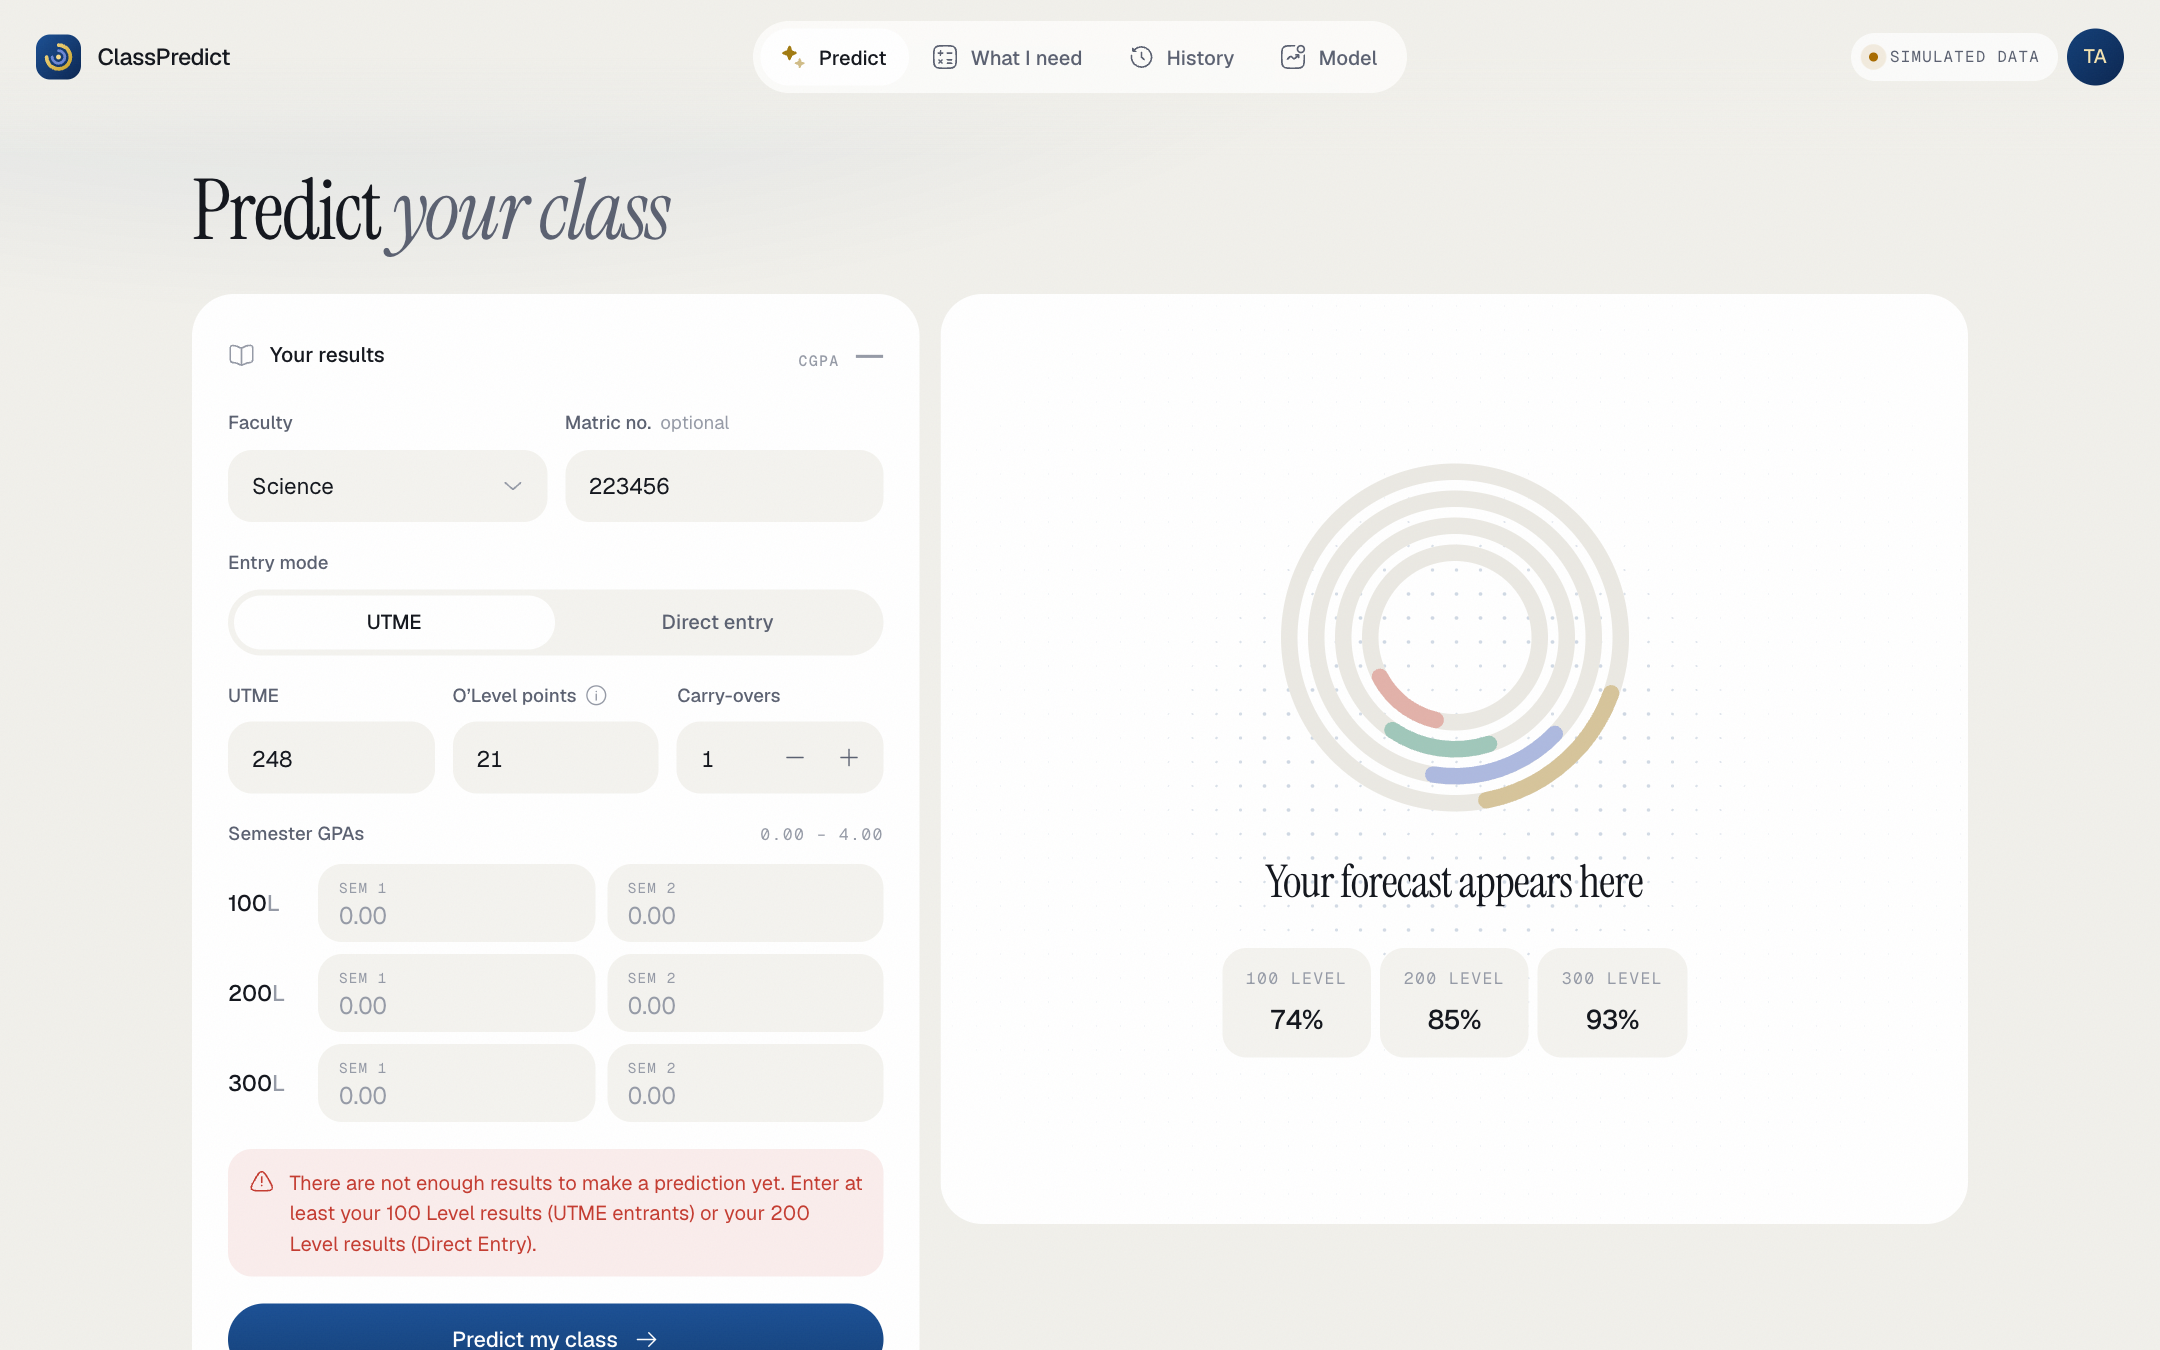 ClassPredict
Predict
What I need
History
Model
SIMULATED DATA
TA
Predict your class
Your results
CGPA —
Faculty
Matric no. optional
Science
223456
Entry mode
UTME
Direct entry
UTME
O’Level points
Carry-overs
248
21
1
Semester GPAs
0.00 – 4.00
100L
SEM 1
0.00
SEM 2
0.00
200L
SEM 1
0.00
SEM 2
0.00
300L
SEM 1
0.00
SEM 2
0.00
There are not enough results to make a prediction yet. Enter at
least your 100 Level results (UTME entrants) or your 200
Level results (Direct Entry).
Predict my class
Your forecast appears here
100 LEVEL
74%
200 LEVEL
85%
300 LEVEL
93%